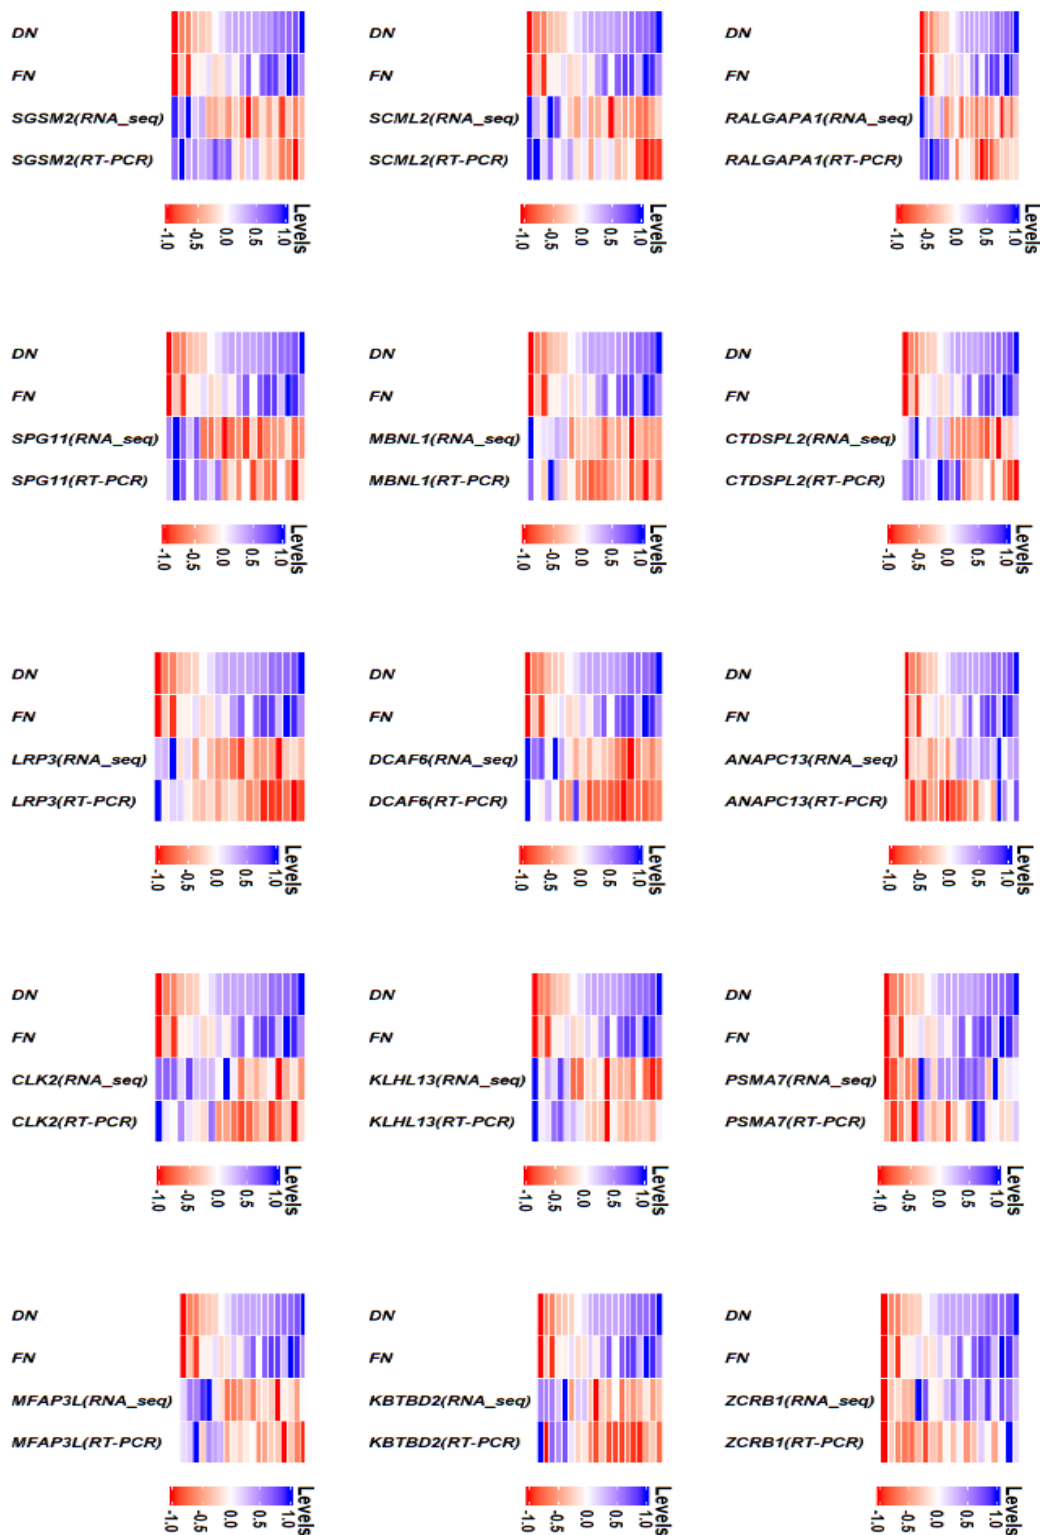 DN
FN
SGSM2(RNA_seq)
SGSM2(RT-PCR)
Levels
-1.0 -0.5 0.0 0.5 1.0
DN
FN
SCML2(RNA_seq)
SCML2(RT-PCR)
Levels
-1.0 -0.5 0.0 0.5 1.0
DN
FN
RALGAPA1(RNA_seq)
RALGAPA1(RT-PCR)
Levels
-1.0 -0.5 0.0 0.5 1.0
DN
FN
SPG11(RNA_seq)
SPG11(RT-PCR)
Levels
-1.0 -0.5 0.0 0.5 1.0
DN
FN
MBNL1(RNA_seq)
MBNL1(RT-PCR)
Levels
-1.0 -0.5 0.0 0.5 1.0
DN
FN
CTDSPL2(RNA_seq)
CTDSPL2(RT-PCR)
Levels
-1.0 -0.5 0.0 0.5 1.0
DN
FN
LRP3(RNA_seq)
LRP3(RT-PCR)
Levels
-1.0 -0.5 0.0 0.5 1.0
DN
FN
DCAF6(RNA_seq)
DCAF6(RT-PCR)
Levels
-1.0 -0.5 0.0 0.5 1.0
DN
FN
ANAPC13(RNA_seq)
ANAPC13(RT-PCR)
Levels
-1.0 -0.5 0.0 0.5 1.0
DN
FN
CLK2(RNA_seq)
CLK2(RT-PCR)
Levels
-1.0 -0.5 0.0 0.5 1.0
DN
FN
KLHL13(RNA_seq)
KLHL13(RT-PCR)
Levels
-1.0 -0.5 0.0 0.5 1.0
DN
FN
PSMA7(RNA_seq)
PSMA7(RT-PCR)
Levels
-1.0 -0.5 0.0 0.5 1.0
DN
FN
MFAP3L(RNA_seq)
MFAP3L(RT-PCR)
Levels
-1.0 -0.5 0.0 0.5 1.0
DN
FN
KBTBD2(RNA_seq)
KBTBD2(RT-PCR)
Levels
-1.0 -0.5 0.0 0.5 1.0
DN
FN
ZCRB1(RNA_seq)
ZCRB1(RT-PCR)
Levels
-1.0 -0.5 0.0 0.5 1.0